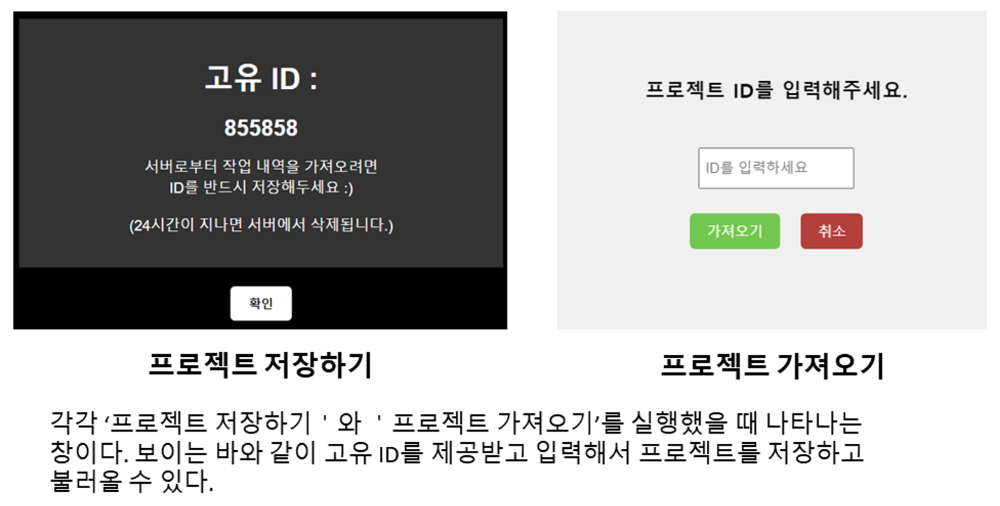 고유 ID :
855858
서버로부터 작업 내역을 가져오려면
ID를 반드시 저장해두세요 :)
(24시간이 지나면 서버에서 삭제됩니다.)
확인
프로젝트 저장하기
프로젝트 ID를 입력해주세요.
ID를 입력하세요
가져오기 취소
프로젝트 가져오기
각각 ‘프로젝트 저장하기 ' 와 ' 프로젝트 가져오기’를 실행했을 때 나타나는
창이다. 보이는 바와 같이 고유 ID를 제공받고 입력해서 프로젝트를 저장하고
불러올 수 있다.